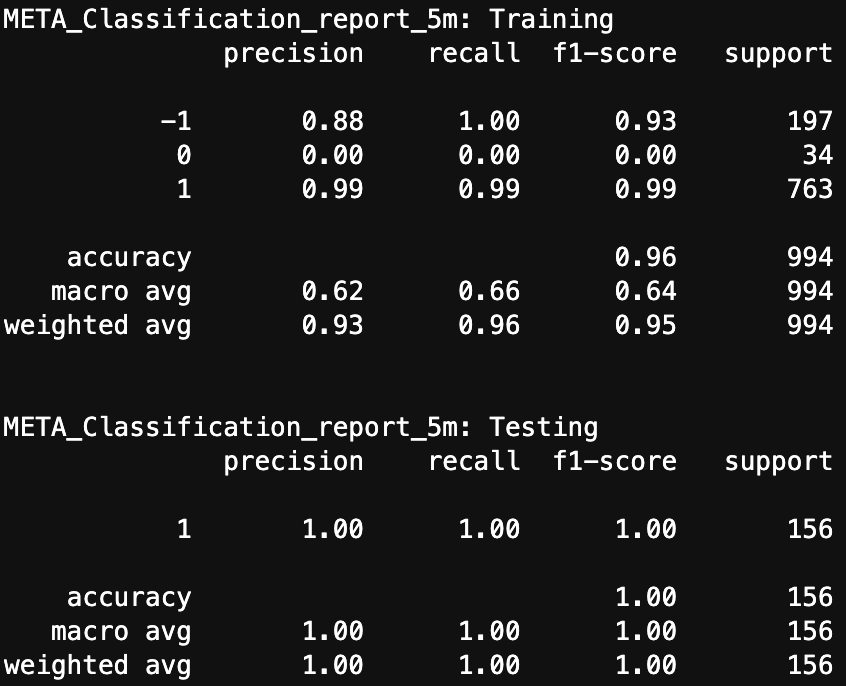 META_Classification_report_5m: Training
precision recall f1-score support
-1 0.88 1.00 0.93 197
0 0.00 0.00 0.00 34
1 0.99 0.99 0.99 763
accuracy 0.96 994
macro avg 0.62 0.66 0.64 994
weighted avg 0.93 0.96 0.95 994
META_Classification_report_5m: Testing
precision recall f1-score support
1 1.00 1.00 1.00 156
accuracy 1.00 156
macro avg 1.00 1.00 1.00 156
weighted avg 1.00 1.00 1.00 156